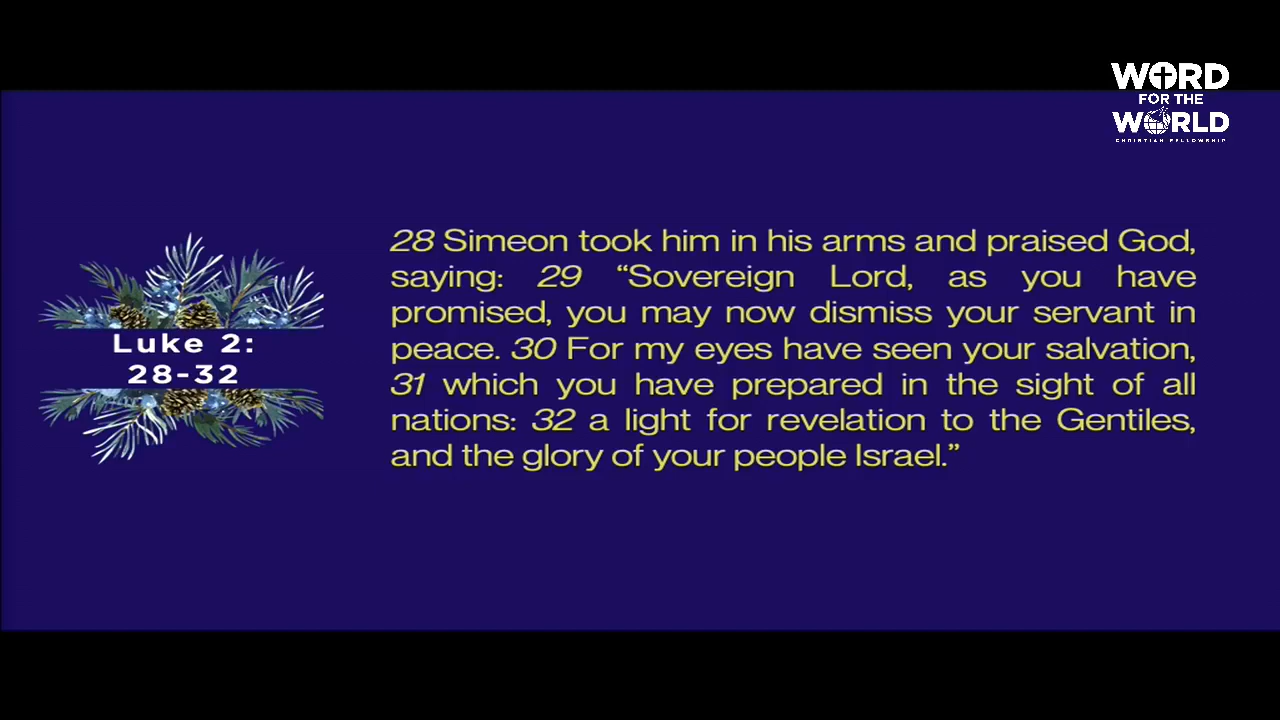 WORD
FOR THE
WORLD
CHRISTIAN FELLOWSHIP
Luke 2:
28-32
28 Simeon took him in his arms and praised God,
saying: 29 “Sovereign Lord, as you have
promised, you may now dismiss your servant in
peace. 30 For my eyes have seen your salvation,
31 which you have prepared in the sight of all
nations: 32 a light for revelation to the Gentiles,
and the glory of your people Israel.”